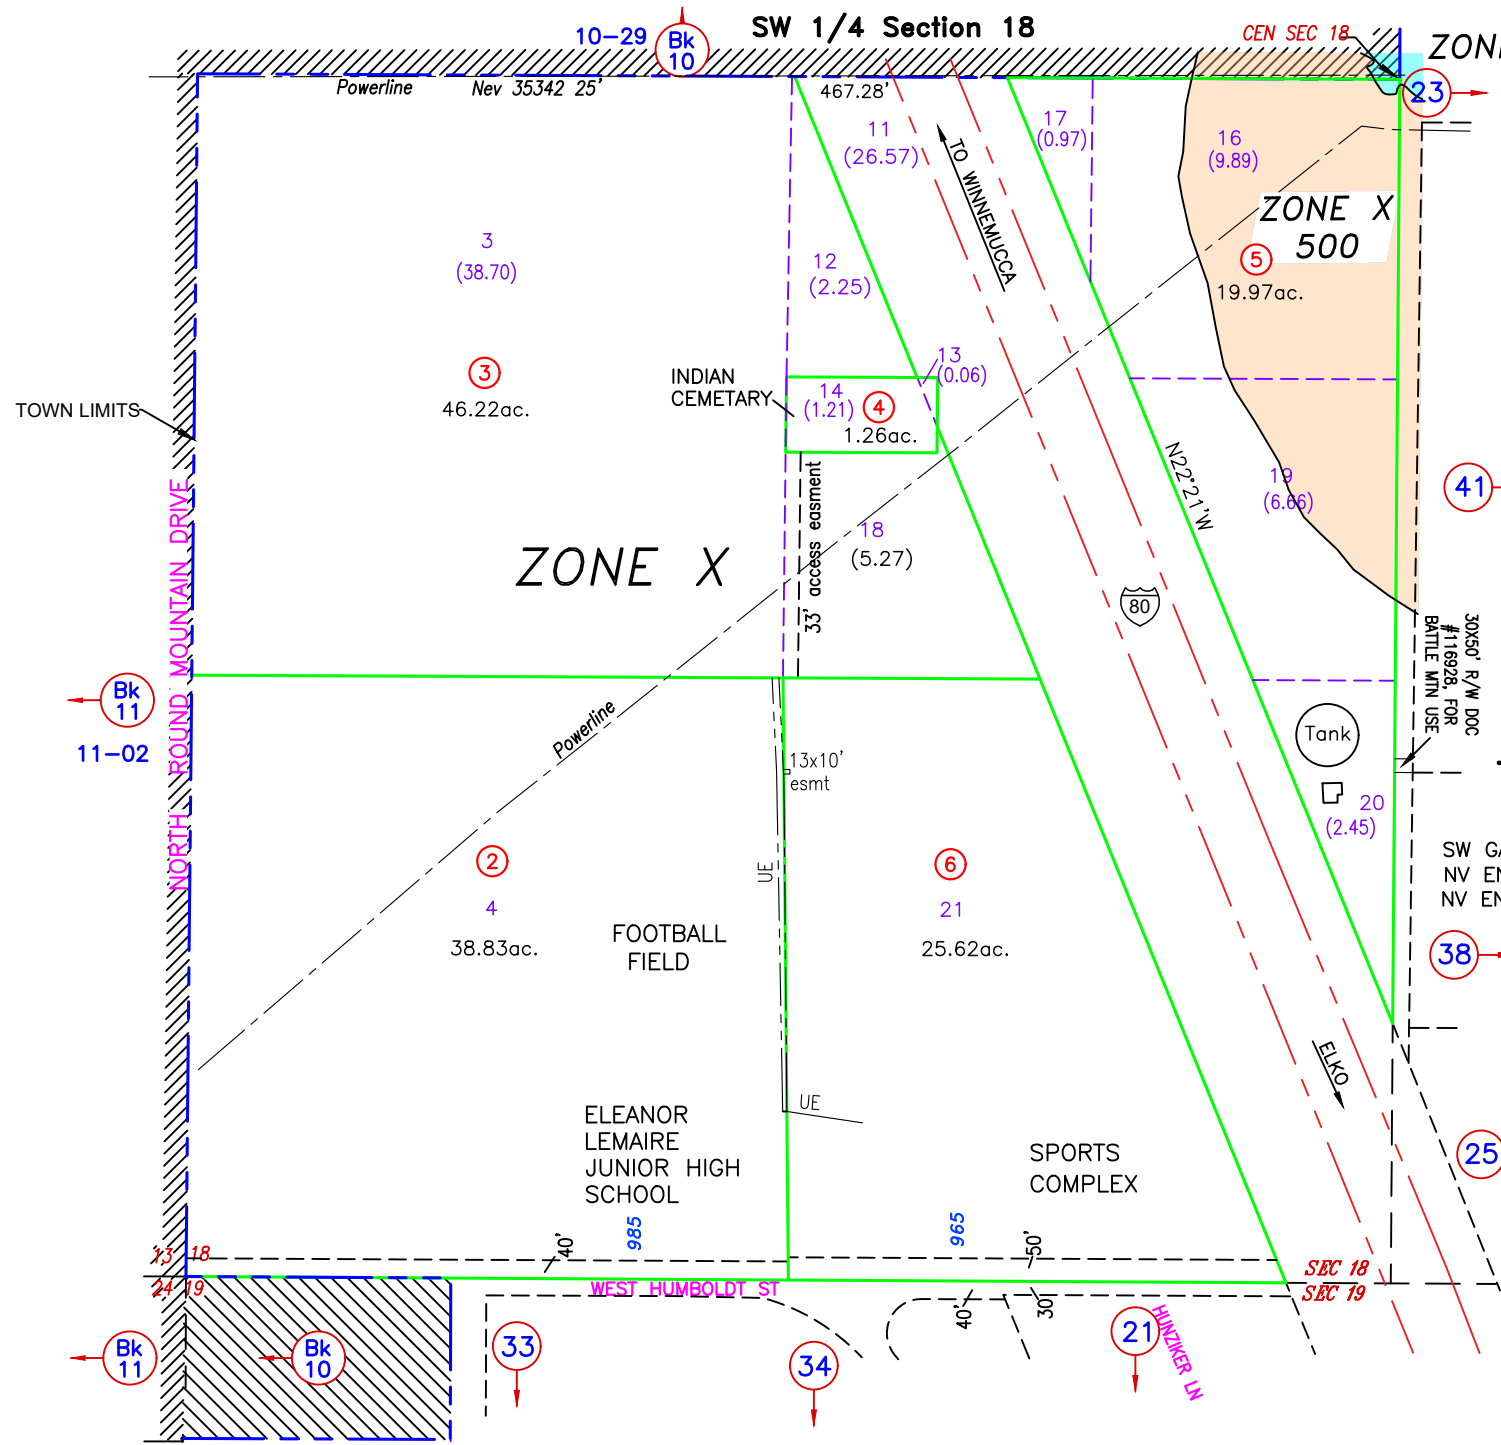 SW 1/4 Section 18
10-29
Bk
10
CEN SEC 18
ZONE
23
Powerline
Nev 35342 25'
467.28'
11
(26.57)
17
(0.97)
16
(9.89)
TO WINNEMUCCA
ZONE X
500
5
19.97ac.
3
(38.70)
12
(2.25)
3
46.22ac.
TOWN LIMITS
INDIAN
CEMETARY
13
(0.06)
14
(1.21)
4
1.26ac.
N22°21'W
19
(6.66)
41
33' access easment
18
(5.27)
ZONE X
80
NORTH ROUND MOUNTAIN DRIVE
30X50' R/W DOC
#116928, FOR
BATTLE MTN USE
Bk
11
11-02
Powerline
13x10'
esmt
Tank
20
(2.45)
SW GA
NV EN
NV EN
2
4
38.83ac.
UE
6
21
25.62ac.
FOOTBALL
FIELD
38
ELKO
UE
ELEANOR
LEMAIRE
JUNIOR HIGH
SCHOOL
SPORTS
COMPLEX
25
985
965
40'
50'
13 18
24 19
WEST HUMBOLDT ST
SEC 18
SEC 19
40'
30'
HUNZIKER LN
Bk
11
Bk
10
33
34
21